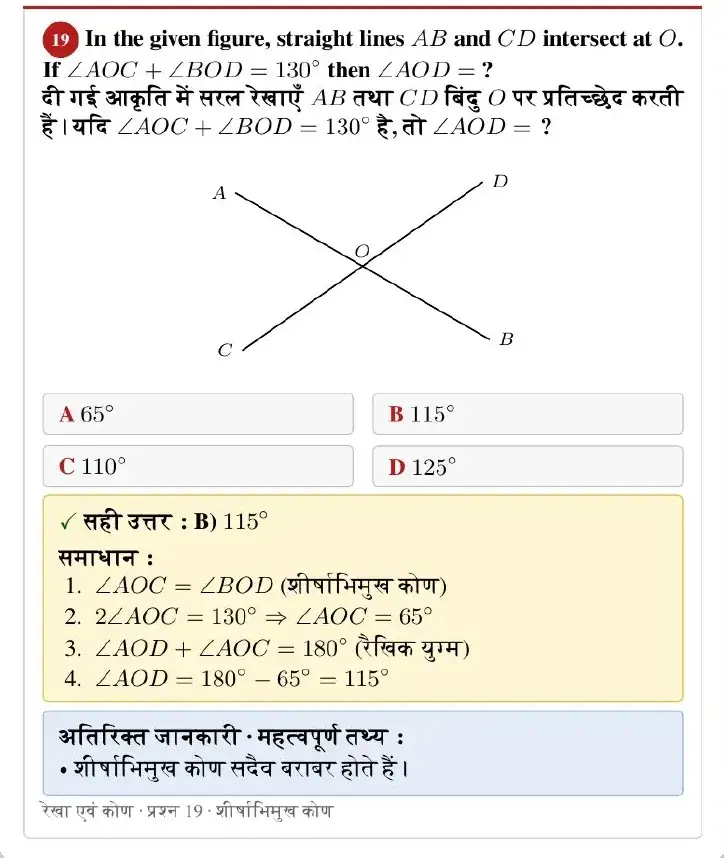 19 In the given figure, straight lines AB and CD intersect at O.
If ∠AOC + ∠BOD = 130° then ∠AOD = ?
दी गई आकृति में सरल रेखाएँ AB तथा CD बिंदु O पर प्रतिच्छेद करती
हैं। यदि ∠AOC + ∠BOD = 130° है, तो ∠AOD = ?
A
D
O
C
B
A 65°
B 115°
C 110°
D 125°
✓ सही उत्तर : B) 115°
समाधान :
1. ∠AOC = ∠BOD (शीर्षाभिमुख कोण)
2. 2∠AOC = 130° ⇒ ∠AOC = 65°
3. ∠AOD + ∠AOC = 180° (रैखिक युग्म)
4. ∠AOD = 180° − 65° = 115°
अतिरिक्त जानकारी · महत्वपूर्ण तथ्य :
• शीर्षाभिमुख कोण सदैव बराबर होते हैं।
रेखा एवं कोण · प्रश्न 19 · शीर्षाभिमुख कोण